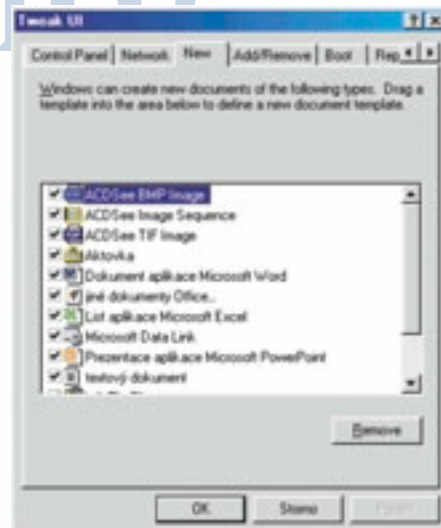 Tweak UI
Control Panel Network New Add/Remove Boot Rep
Windows can create new documents of the following types. Drag a
template into the area below to define a new document template.
ACDSee BMP Image
ACDSee Image Sequence
ACDSee TIF Image
Aktovka
Dokument aplikace Microsoft Word
jiné dokumenty Office...
List aplikace Microsoft Excel
Microsoft Data Link
Prezentace aplikace Microsoft PowerPoint
textový dokument
Remove
OK Storno